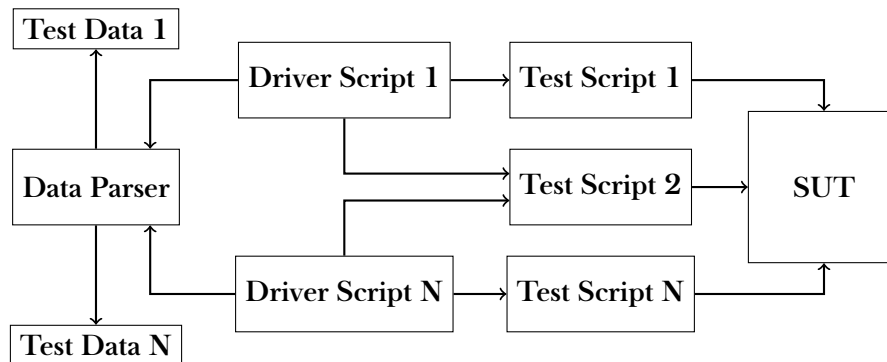 Test Data 1
Driver Script 1
Test Script 1
Data Parser
Test Script 2
SUT
Driver Script N
Test Script N
Test Data N